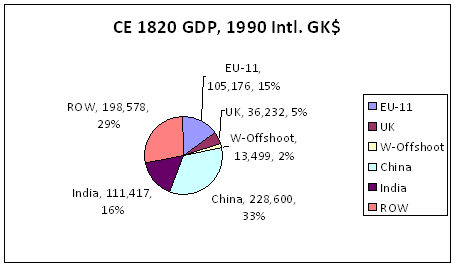 CE 1820 GDP, 1990 Intl. GK$
EU-11,
105,176, 15%
UK, 36,232, 5%
W-Offshoot,
13,499, 2%
China, 228,600,
33%
India, 111,417,
16%
ROW, 198,578,
29%
EU-11
UK
W-Offshoot
China
India
ROW